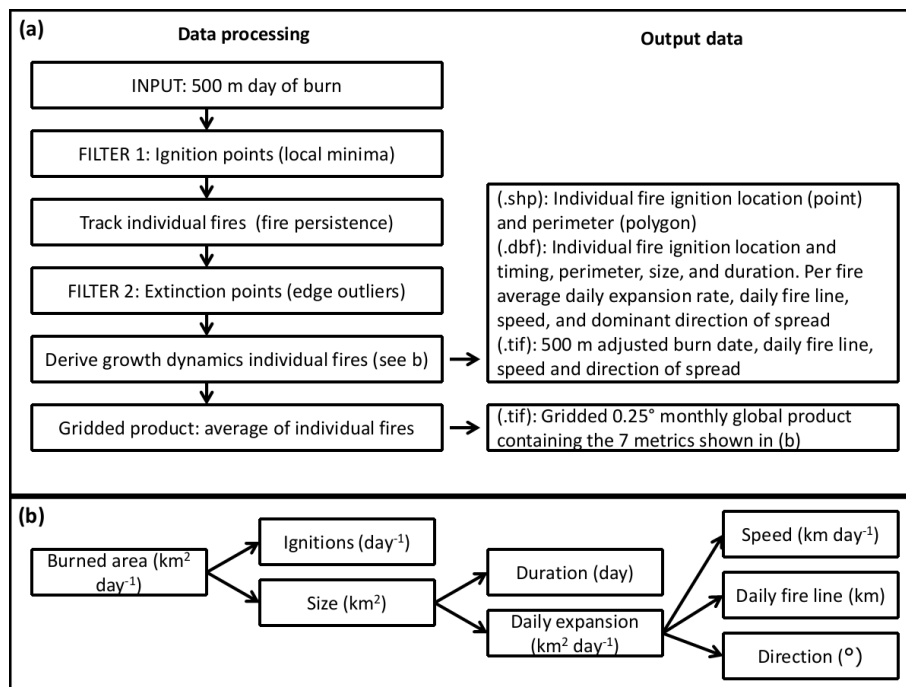 (a)
Data processing
Output data
INPUT: 500 m day of burn
FILTER 1: Ignition points (local minima)
Track individual fires (fire persistence)
FILTER 2: Extinction points (edge outliers)
Derive growth dynamics individual fires (see b)
Gridded product: average of individual fires
(.shp): Individual fire ignition location (point)
and perimeter (polygon)
(.dbf): Individual fire ignition location and
timing, perimeter, size, and duration. Per fire
average daily expansion rate, daily fire line,
speed, and dominant direction of spread
(.tif): 500 m adjusted burn date, daily fire line,
speed and direction of spread
(.tif): Gridded 0.25° monthly global product
containing the 7 metrics shown in (b)
(b)
Burned area (km²
day⁻¹)
Ignitions (day⁻¹)
Size (km²)
Duration (day)
Daily expansion
(km² day⁻¹)
Speed (km day⁻¹)
Daily fire line (km)
Direction (°)